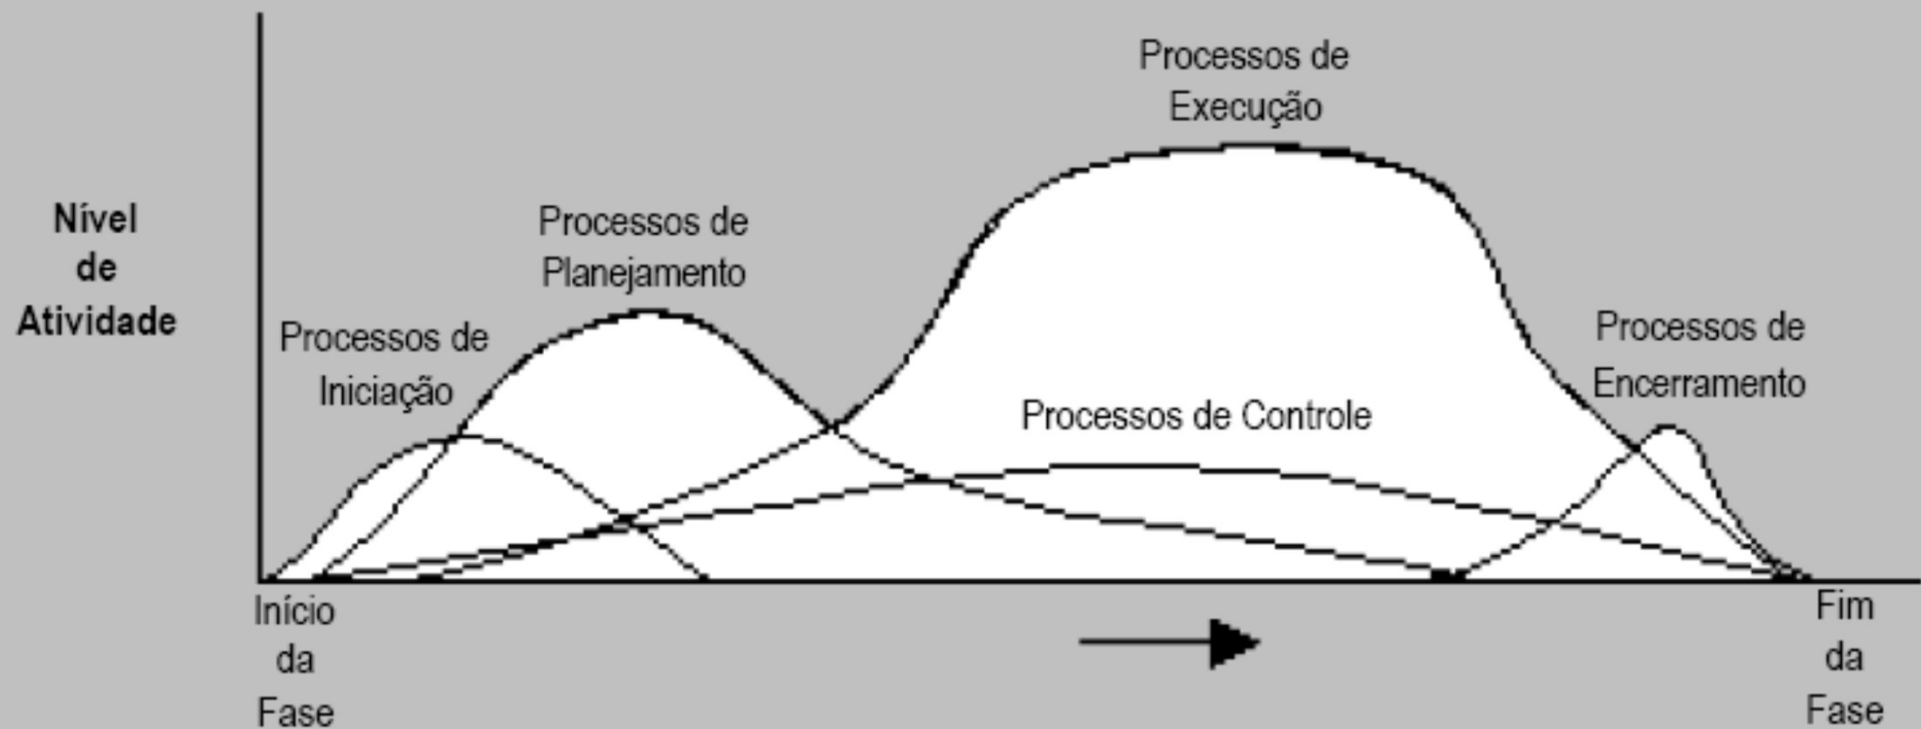 Processos de
Execução
Nível
de
Atividade
Processos de
Planejamento
Processos de
Iniciação
Processos de
Encerramento
Processos de Controle
Início
da
Fase
Fim
da
Fase